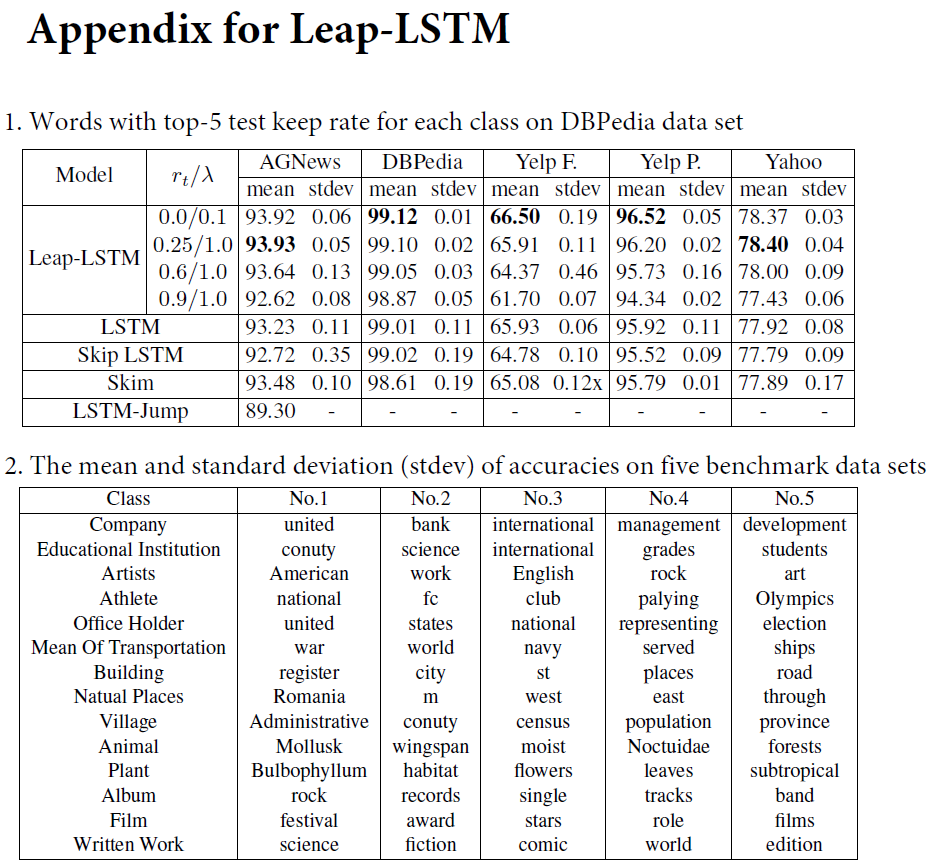 Appendix for Leap-LSTM
1. Words with top-5 test keep rate for each class on DBPedia data set
Model r_t/λ AGNews DBPedia Yelp F. Yelp P. Yahoo
mean stdev mean stdev mean stdev mean stdev mean stdev
Leap-LSTM 0.0/0.1 93.92 0.06 99.12 0.01 66.50 0.19 96.52 0.05 78.37 0.03
0.25/1.0 93.93 0.05 99.10 0.02 65.91 0.11 96.20 0.02 78.40 0.04
0.6/1.0 93.64 0.13 99.05 0.03 64.37 0.46 95.73 0.16 78.00 0.09
0.9/1.0 92.62 0.08 98.87 0.05 61.70 0.07 94.34 0.02 77.43 0.06
LSTM 93.23 0.11 99.01 0.11 65.93 0.06 95.92 0.11 77.92 0.08
Skip LSTM 92.72 0.35 99.02 0.19 64.78 0.10 95.52 0.09 77.79 0.09
Skim 93.48 0.10 98.61 0.19 65.08 0.12x 95.79 0.01 77.89 0.17
LSTM-Jump 89.30 - - - - - - - - -
2. The mean and standard deviation (stdev) of accuracies on five benchmark data sets
Class No.1 No.2 No.3 No.4 No.5
Company united bank international management development
Educational Institution conuty science international grades students
Artists American work English rock art
Athlete national fc club palying Olympics
Office Holder united states national representing election
Mean Of Transportation war world navy served ships
Building register city st places road
Natual Places Romania m west east through
Village Administrative conuty census population province
Animal Mollusk wingspan moist Noctuidae forests
Plant Bulbophyllum habitat flowers leaves subtropical
Album rock records single tracks band
Film festival award stars role films
Written Work science fiction comic world edition